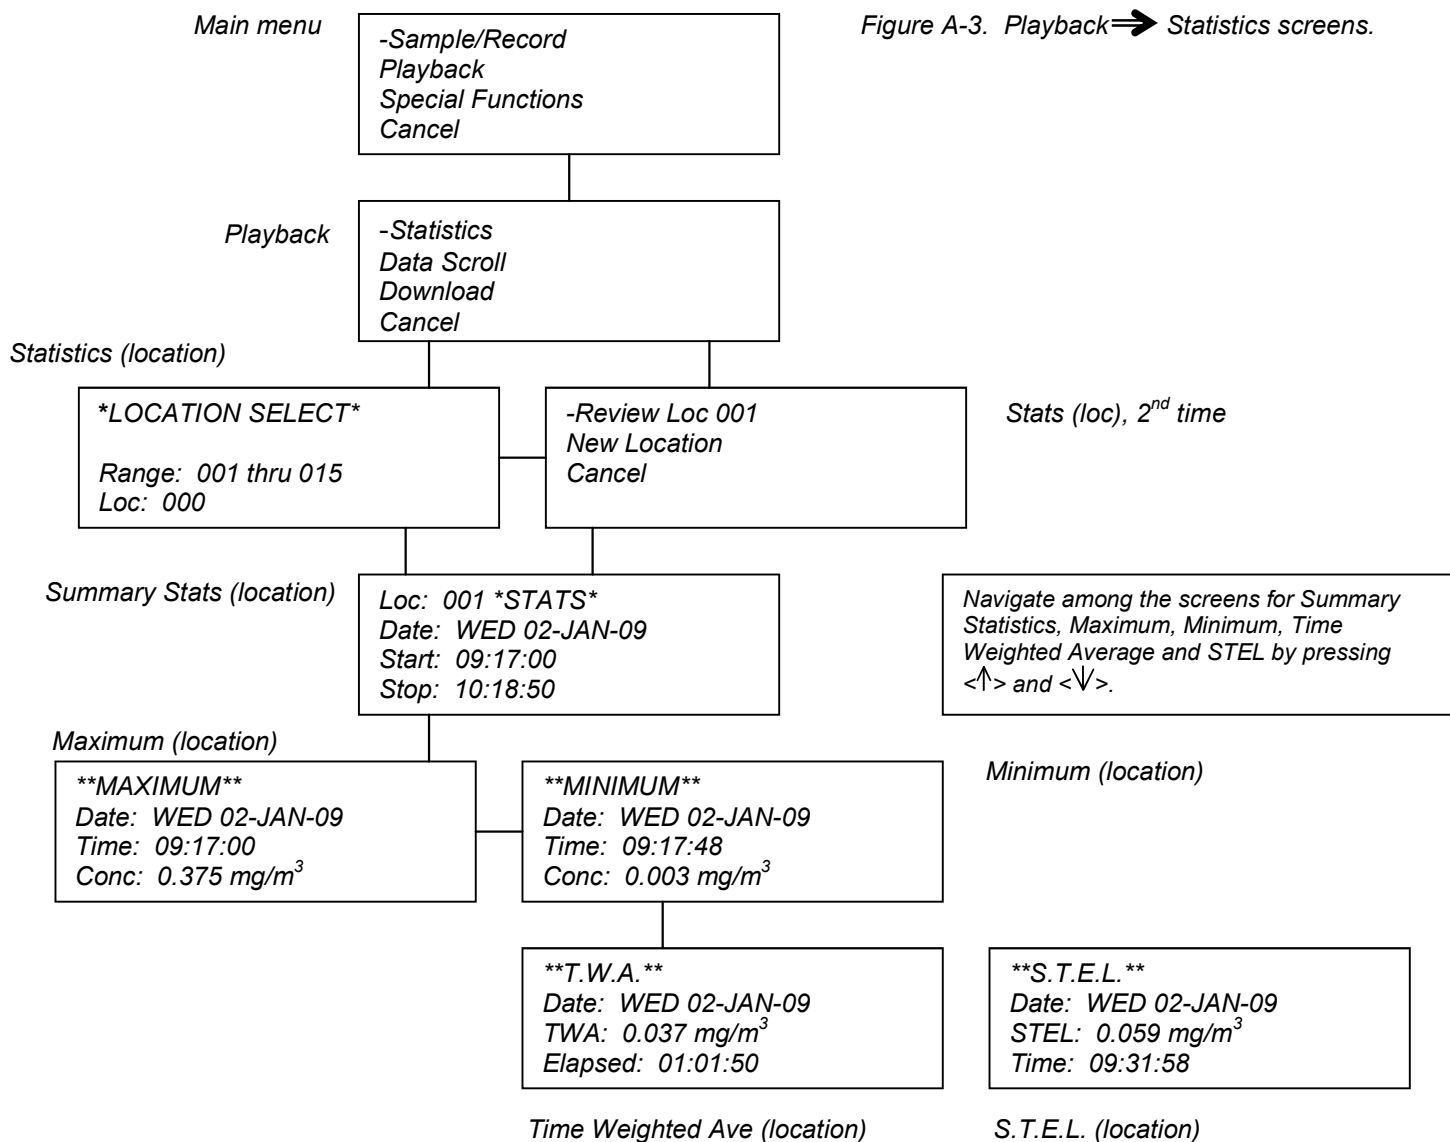 Main menu
Figure A-3. Playback ⇒ Statistics screens.
-Sample/Record
Playback
Special Functions
Cancel
Playback
-Statistics
Data Scroll
Download
Cancel
Statistics (location)
*LOCATION SELECT*
Range: 001 thru 015
Loc: 000
-Review Loc 001
New Location
Cancel
Stats (loc), 2nd time
Summary Stats (location)
Loc: 001 *STATS*
Date: WED 02-JAN-09
Start: 09:17:00
Stop: 10:18:50
Navigate among the screens for Summary
Statistics, Maximum, Minimum, Time
Weighted Average and STEL by pressing
<↑> and <↓>.
Maximum (location)
**MAXIMUM**
Date: WED 02-JAN-09
Time: 09:17:00
Conc: 0.375 mg/m³
**MINIMUM**
Date: WED 02-JAN-09
Time: 09:17:48
Conc: 0.003 mg/m³
Minimum (location)
**T.W.A.**
Date: WED 02-JAN-09
TWA: 0.037 mg/m³
Elapsed: 01:01:50
**S.T.E.L.**
Date: WED 02-JAN-09
STEL: 0.059 mg/m³
Time: 09:31:58
Time Weighted Ave (location)
S.T.E.L. (location)